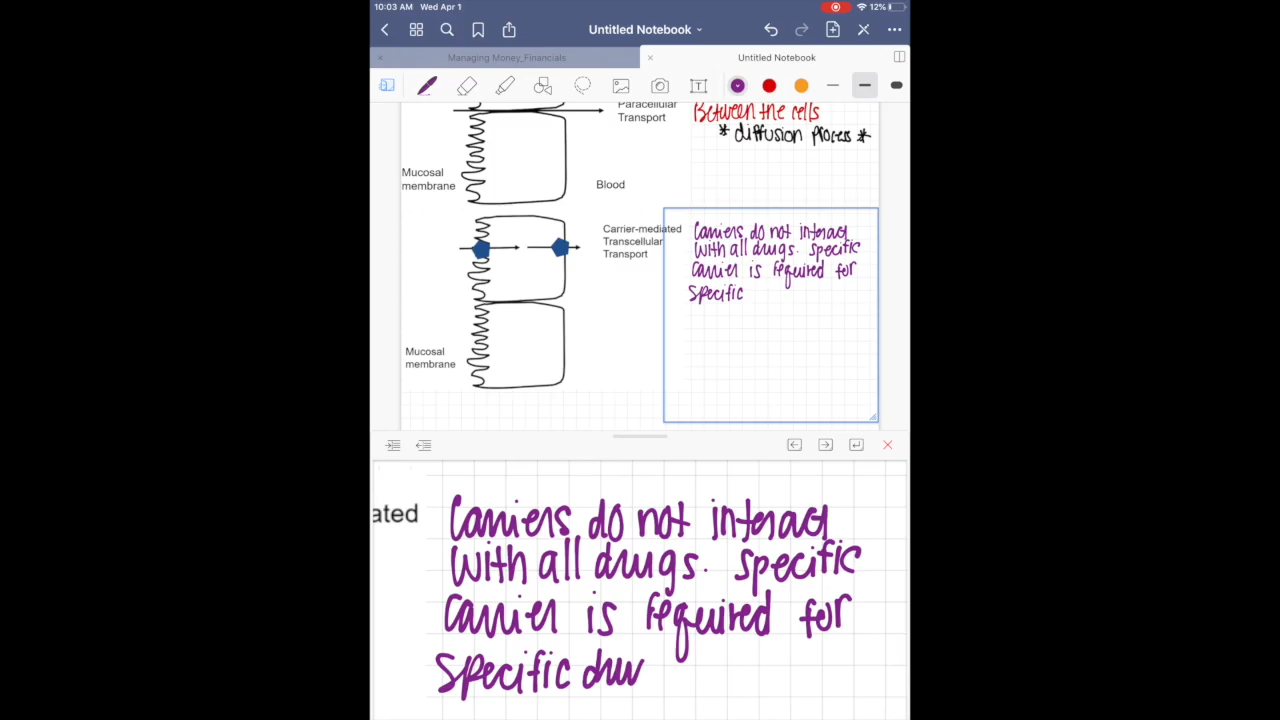 10:03 AM Wed Apr 1
12%
Untitled Notebook
Managing Money_Financials
Untitled Notebook
T
Paracellular
Transport
Between the cells
* diffusion process *
Mucosal
membrane
Blood
Carrier-mediated
Transcellular
Transport
Carriers do not interact
with all drugs. Specific
carrier is required for
specific
Mucosal
membrane
ated
Carriers do not interact
with all drugs. Specific
carrier is required for
specific